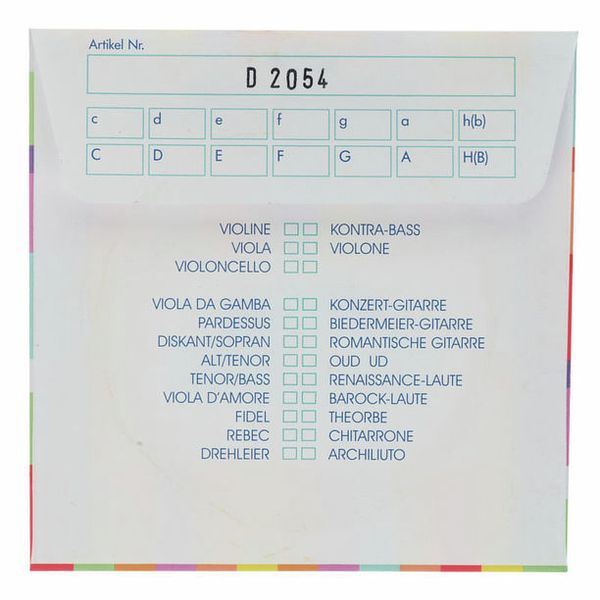 Artikel Nr.
D 2054
c d e f g a h(b)
C D E F G A H(B)
VIOLINE KONTRA-BASS
VIOLA VIOLONE
VIOLONCELLO
VIOLA DA GAMBA KONZERT-GITARRE
PARDESSUS BIEDERMEIER-GITARRE
DISKANT/SOPRAN ROMANTISCHE GITARRE
ALT/TENOR OUD UD
TENOR/BASS RENAISSANCE-LAUTE
VIOLA D'AMORE BAROCK-LAUTE
FIDEL THEORBE
REBEC CHITARRONE
DREHLEIER ARCHILIUTO